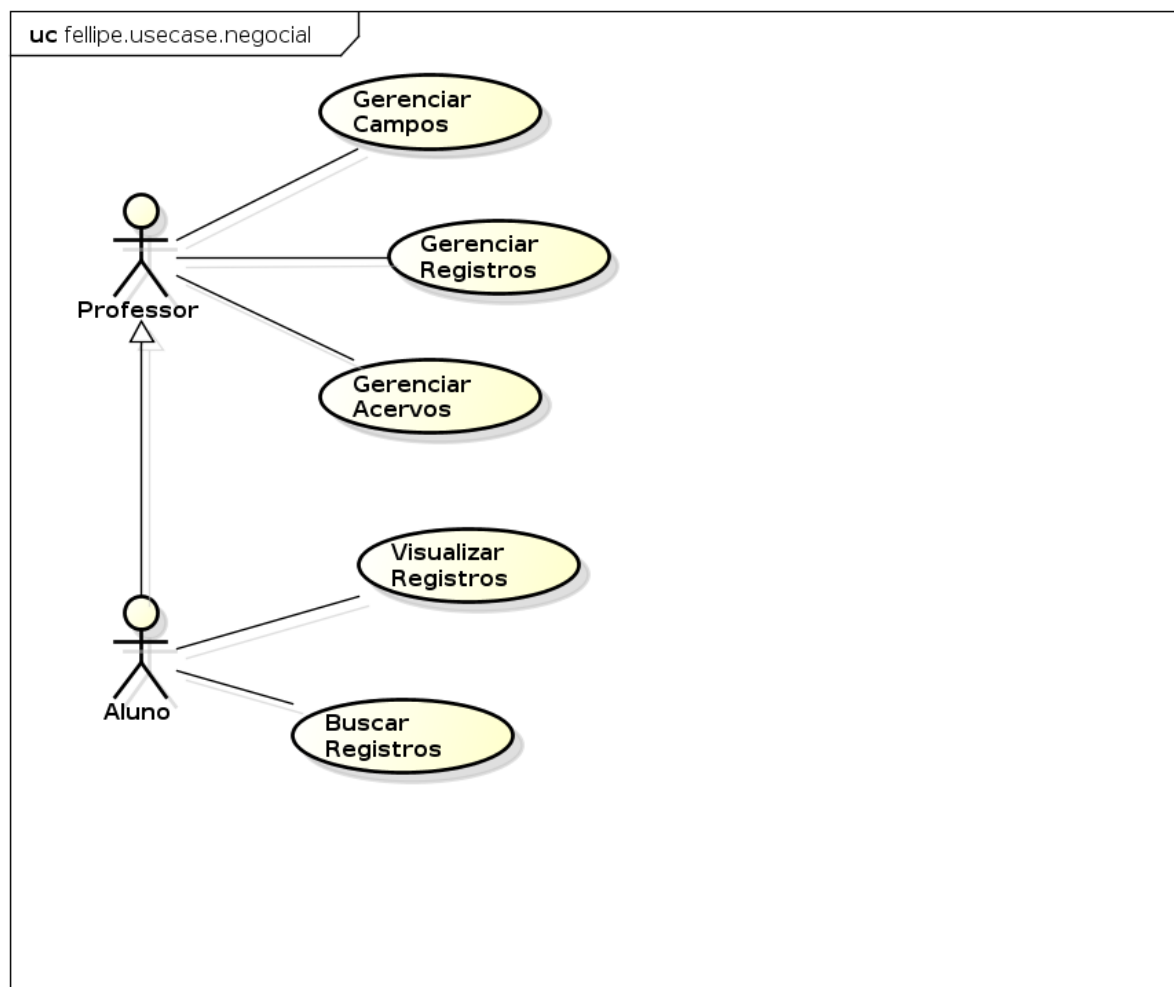 uc fellipe.usecase.negocial
Gerenciar
Campos
Gerenciar
Registros
Professor
Gerenciar
Acervos
Visualizar
Registros
Aluno
Buscar
Registros